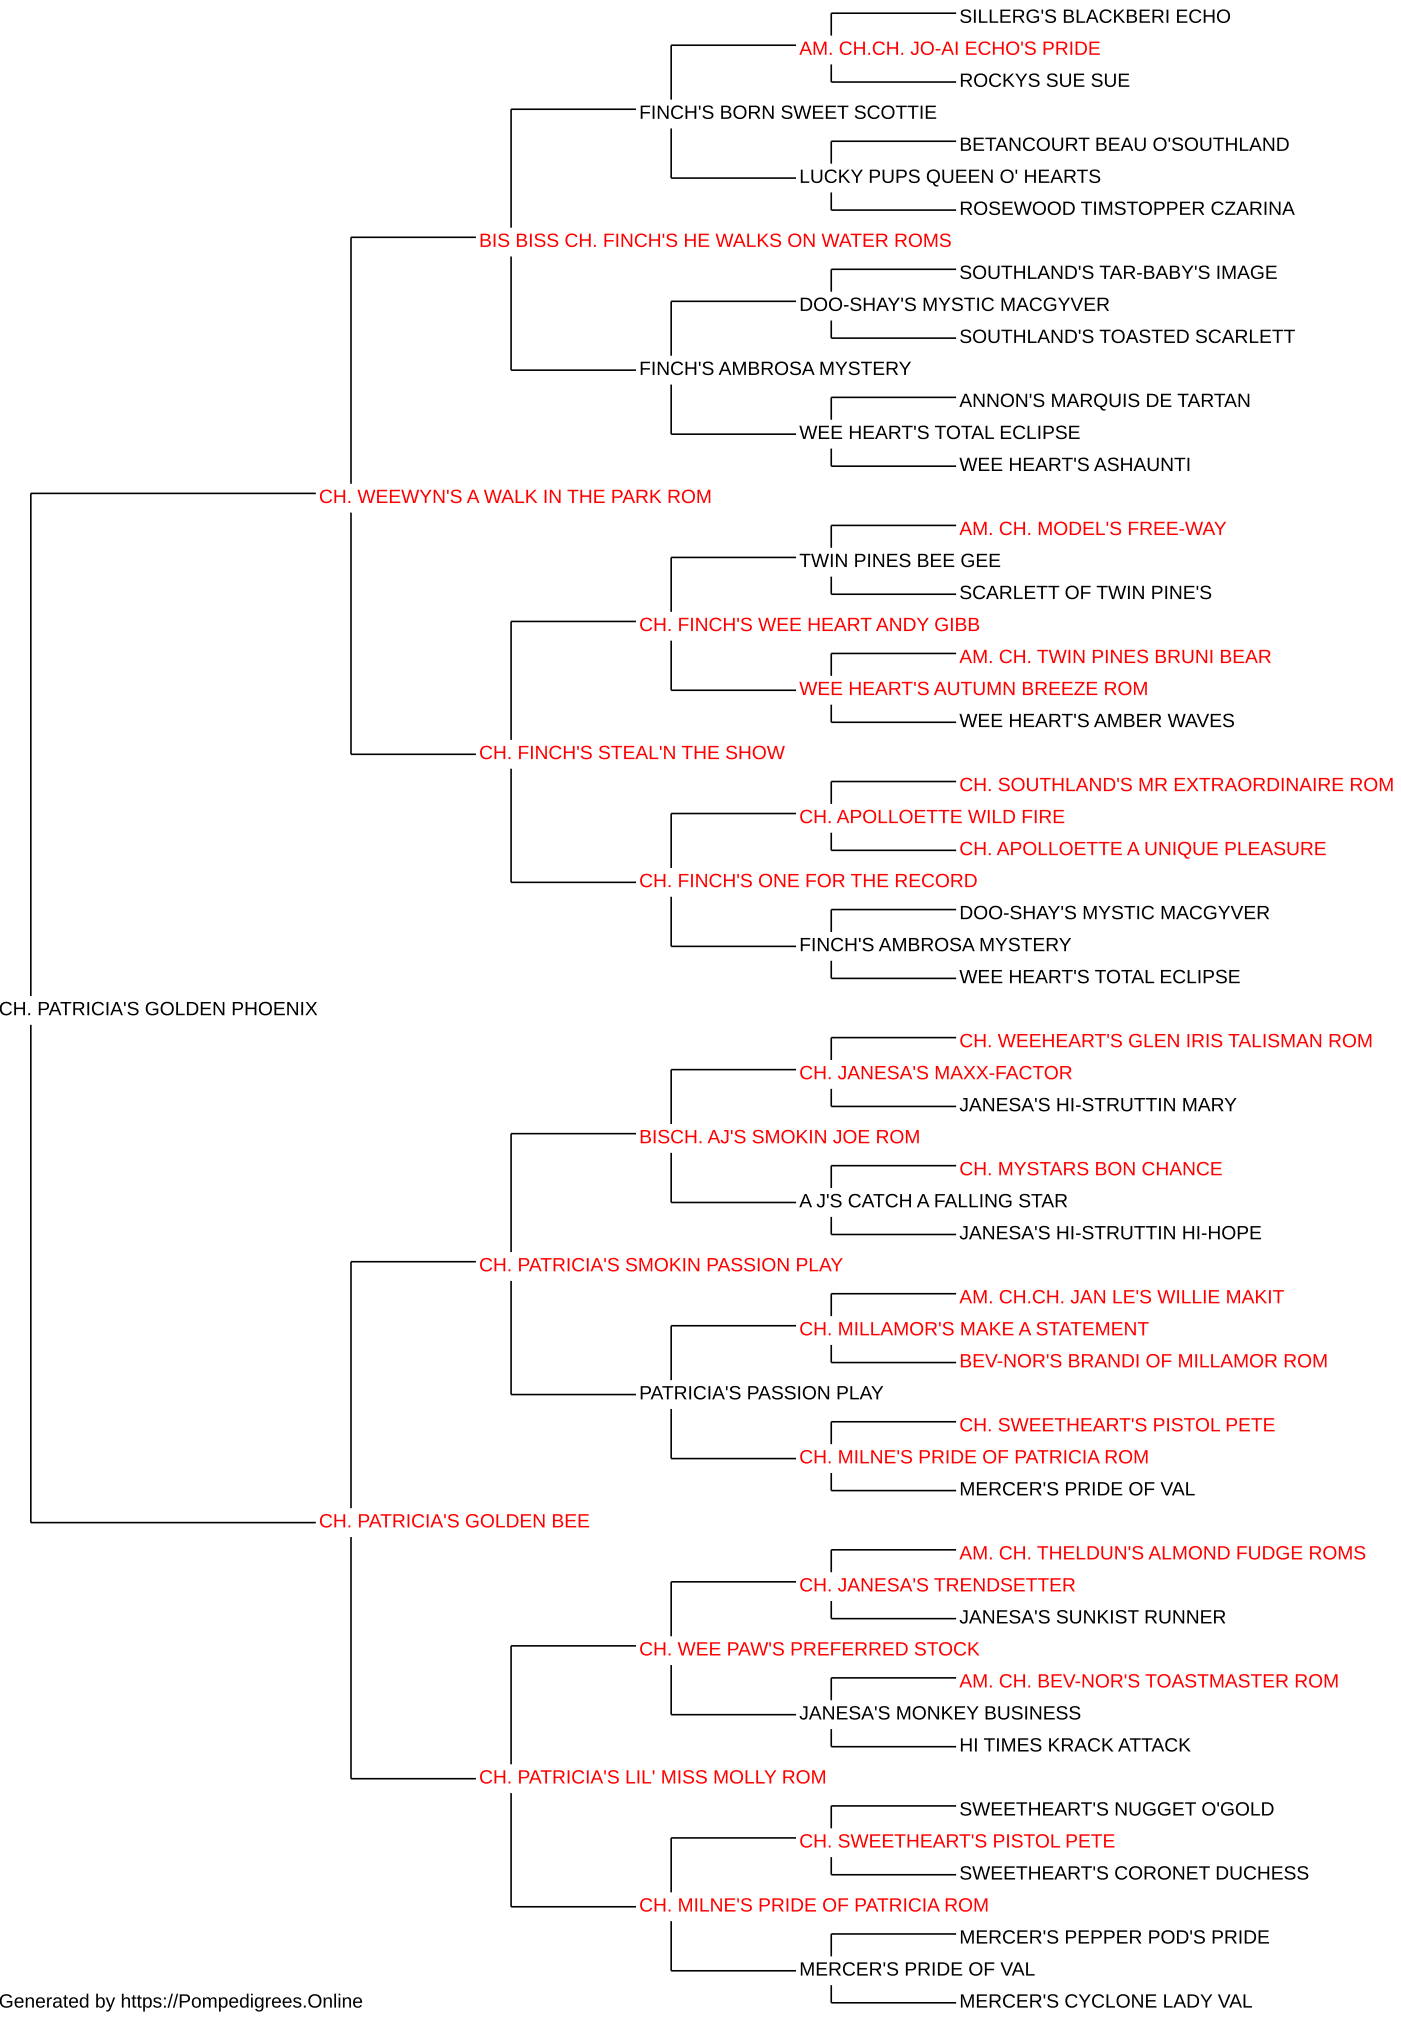 SILLERG'S BLACKBERI ECHO
AM. CH.CH. JO-AI ECHO'S PRIDE
ROCKYS SUE SUE
FINCH'S BORN SWEET SCOTTIE
BETANCOURT BEAU O'SOUTHLAND
LUCKY PUPS QUEEN O' HEARTS
ROSEWOOD TIMSTOPPER CZARINA
BIS BISS CH. FINCH'S HE WALKS ON WATER ROMS
SOUTHLAND'S TAR-BABY'S IMAGE
DOO-SHAY'S MYSTIC MACGYVER
SOUTHLAND'S TOASTED SCARLETT
FINCH'S AMBROSA MYSTERY
ANNON'S MARQUIS DE TARTAN
WEE HEART'S TOTAL ECLIPSE
WEE HEART'S ASHAUNTI
CH. WEEWYN'S A WALK IN THE PARK ROM
AM. CH. MODEL'S FREE-WAY
TWIN PINES BEE GEE
SCARLETT OF TWIN PINE'S
CH. FINCH'S WEE HEART ANDY GIBB
AM. CH. TWIN PINES BRUNI BEAR
WEE HEART'S AUTUMN BREEZE ROM
WEE HEART'S AMBER WAVES
CH. FINCH'S STEAL'N THE SHOW
CH. SOUTHLAND'S MR EXTRAORDINAIRE ROM
CH. APOLLOETTE WILD FIRE
CH. APOLLOETTE A UNIQUE PLEASURE
CH. FINCH'S ONE FOR THE RECORD
DOO-SHAY'S MYSTIC MACGYVER
FINCH'S AMBROSA MYSTERY
WEE HEART'S TOTAL ECLIPSE
CH. PATRICIA'S GOLDEN PHOENIX
CH. WEEHEART'S GLEN IRIS TALISMAN ROM
CH. JANESA'S MAXX-FACTOR
JANESA'S HI-STRUTTIN MARY
BISCH. AJ'S SMOKIN JOE ROM
CH. MYSTARS BON CHANCE
A J'S CATCH A FALLING STAR
JANESA'S HI-STRUTTIN HI-HOPE
CH. PATRICIA'S SMOKIN PASSION PLAY
AM. CH.CH. JAN LE'S WILLIE MAKIT
CH. MILLAMOR'S MAKE A STATEMENT
BEV-NOR'S BRANDI OF MILLAMOR ROM
PATRICIA'S PASSION PLAY
CH. SWEETHEART'S PISTOL PETE
CH. MILNE'S PRIDE OF PATRICIA ROM
MERCER'S PRIDE OF VAL
CH. PATRICIA'S GOLDEN BEE
AM. CH. THELDUN'S ALMOND FUDGE ROMS
CH. JANESA'S TRENDSETTER
JANESA'S SUNKIST RUNNER
CH. WEE PAW'S PREFERRED STOCK
AM. CH. BEV-NOR'S TOASTMASTER ROM
JANESA'S MONKEY BUSINESS
HI TIMES KRACK ATTACK
CH. PATRICIA'S LIL' MISS MOLLY ROM
SWEETHEART'S NUGGET O'GOLD
CH. SWEETHEART'S PISTOL PETE
SWEETHEART'S CORONET DUCHESS
CH. MILNE'S PRIDE OF PATRICIA ROM
MERCER'S PEPPER POD'S PRIDE
MERCER'S PRIDE OF VAL
MERCER'S CYCLONE LADY VAL
Generated by https://Pompedigrees.Online